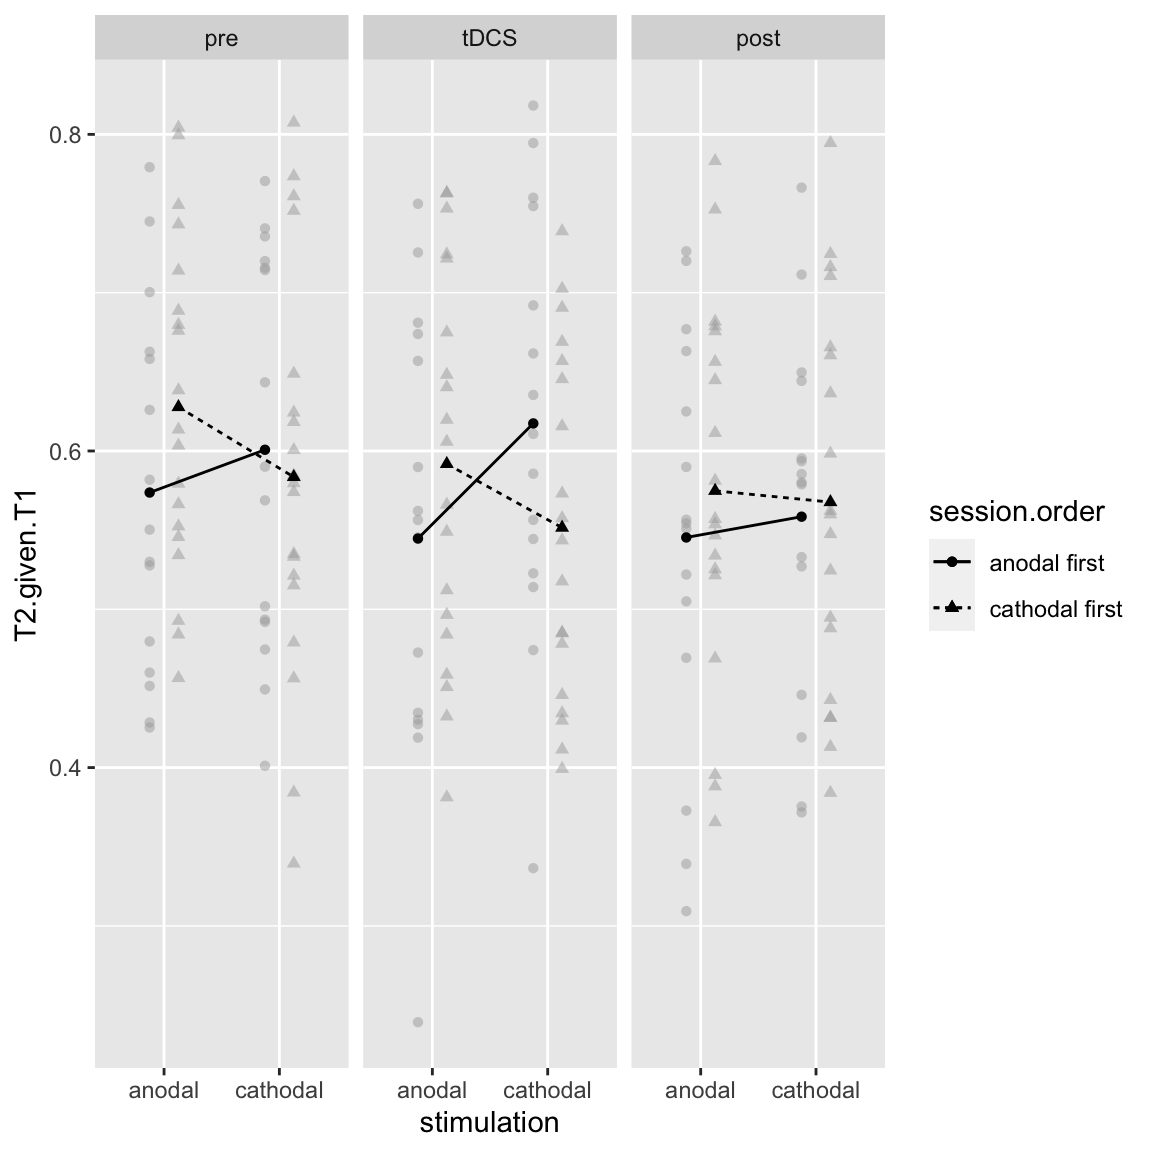 pre tDCS post
0.8
0.6
0.4
T2.given.T1
anodal cathodal anodal cathodal anodal cathodal
stimulation
session.order
anodal first
cathodal first